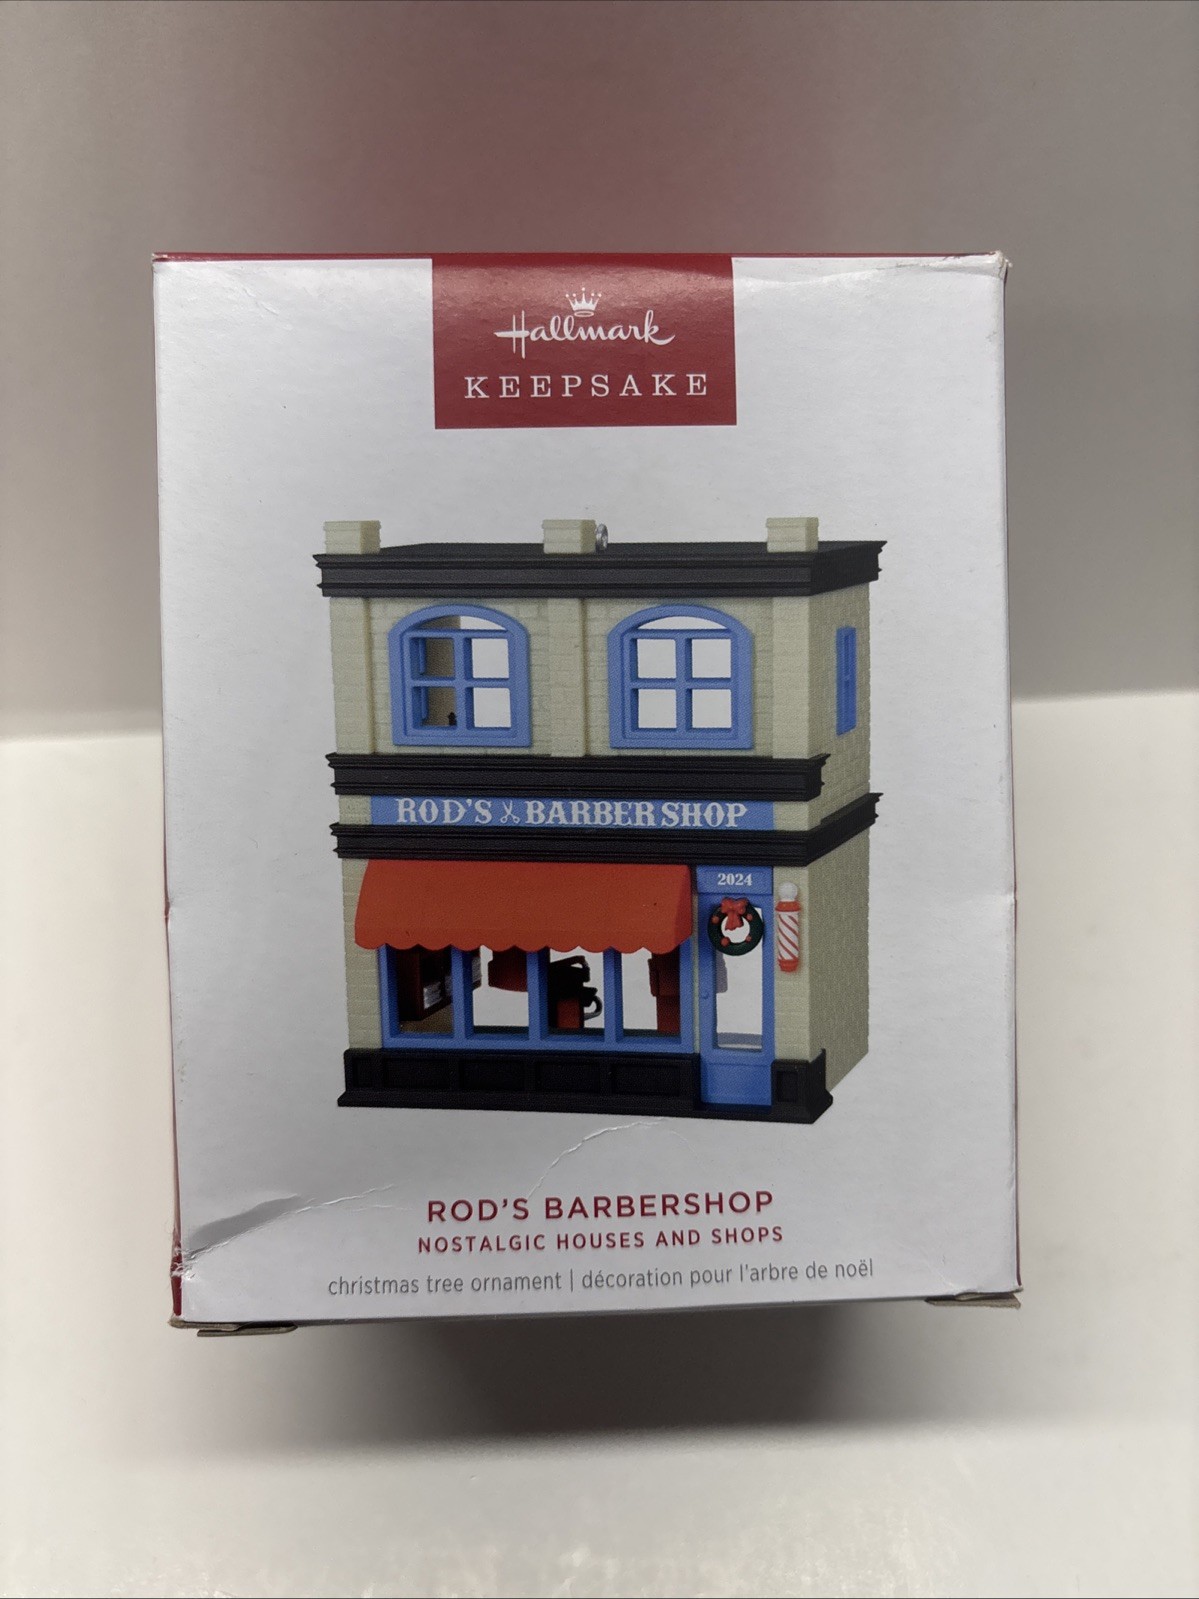 Hallmark
KEEPSAKE
ROD'S BARBER SHOP
2024
ROD'S BARBERSHOP
NOSTALGIC HOUSES AND SHOPS
christmas tree ornament | décoration pour l'arbre de noël